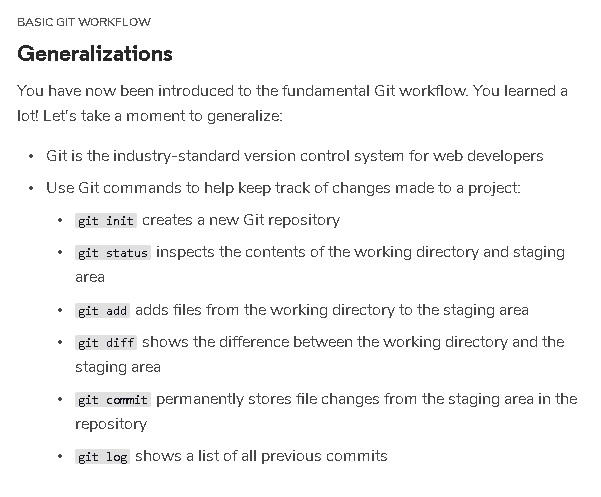 BASIC GIT WORKFLOW
Generalizations
You have now been introduced to the fundamental Git workflow. You learned a
lot! Let's take a moment to generalize:
• Git is the industry-standard version control system for web developers
• Use Git commands to help keep track of changes made to a project:
• git init creates a new Git repository
• git status inspects the contents of the working directory and staging
area
• git add adds files from the working directory to the staging area
• git diff shows the difference between the working directory and the
staging area
• git commit permanently stores file changes from the staging area in the
repository
• git log shows a list of all previous commits